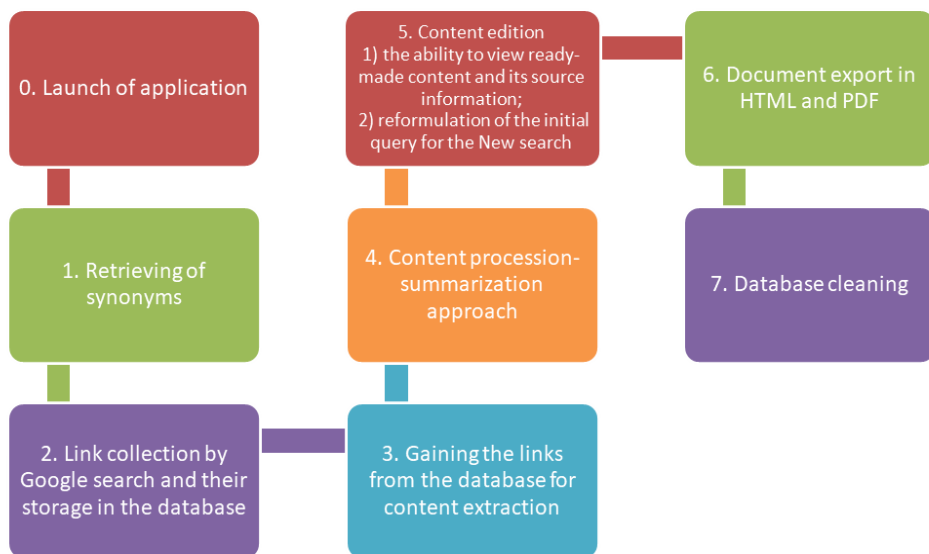 0. Launch of application
1. Retrieving of
synonyms
2. Link collection by
Google search and their
storage in the database
3. Gaining the links
from the database for
content extraction
4. Content procession-
summarization
approach
5. Content edition
1) the ability to view ready-
made content and its source
information;
2) reformulation of the initial
query for the New search
6. Document export in
HTML and PDF
7. Database cleaning